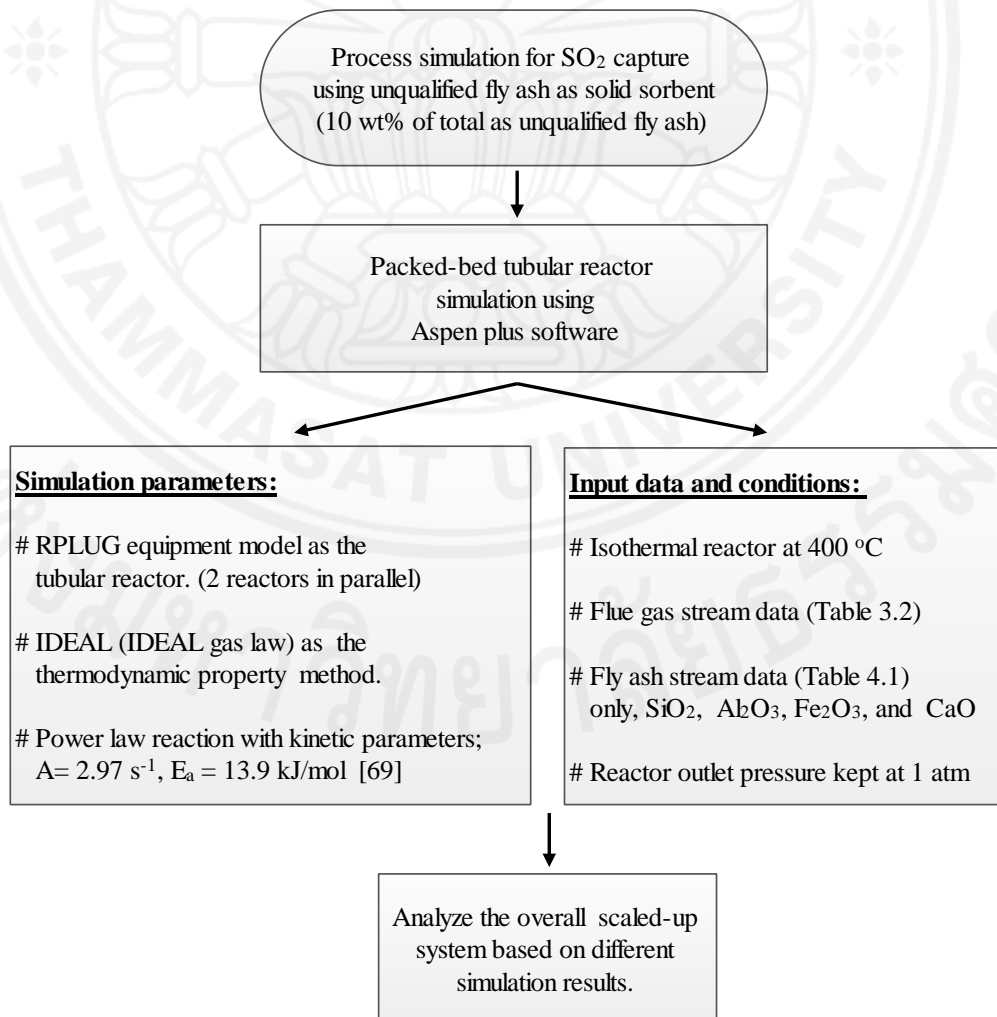 Process simulation for SO₂ capture
using unqualified fly ash as solid sorbent
(10 wt% of total as unqualified fly ash)
Packed-bed tubular reactor
simulation using
Aspen plus software
Simulation parameters:
# RPLUG equipment model as the
tubular reactor. (2 reactors in parallel)
# IDEAL (IDEAL gas law) as the
thermodynamic property method.
# Power law reaction with kinetic parameters;
A= 2.97 s⁻¹, Eₐ = 13.9 kJ/mol [69]
Input data and conditions:
# Isothermal reactor at 400 ᵒC
# Flue gas stream data (Table 3.2)
# Fly ash stream data (Table 4.1)
only, SiO₂, Al₂O₃, Fe₂O₃, and CaO
# Reactor outlet pressure kept at 1 atm
Analyze the overall scaled-up
system based on different
simulation results.
THAMMASAT UNIVERSITY